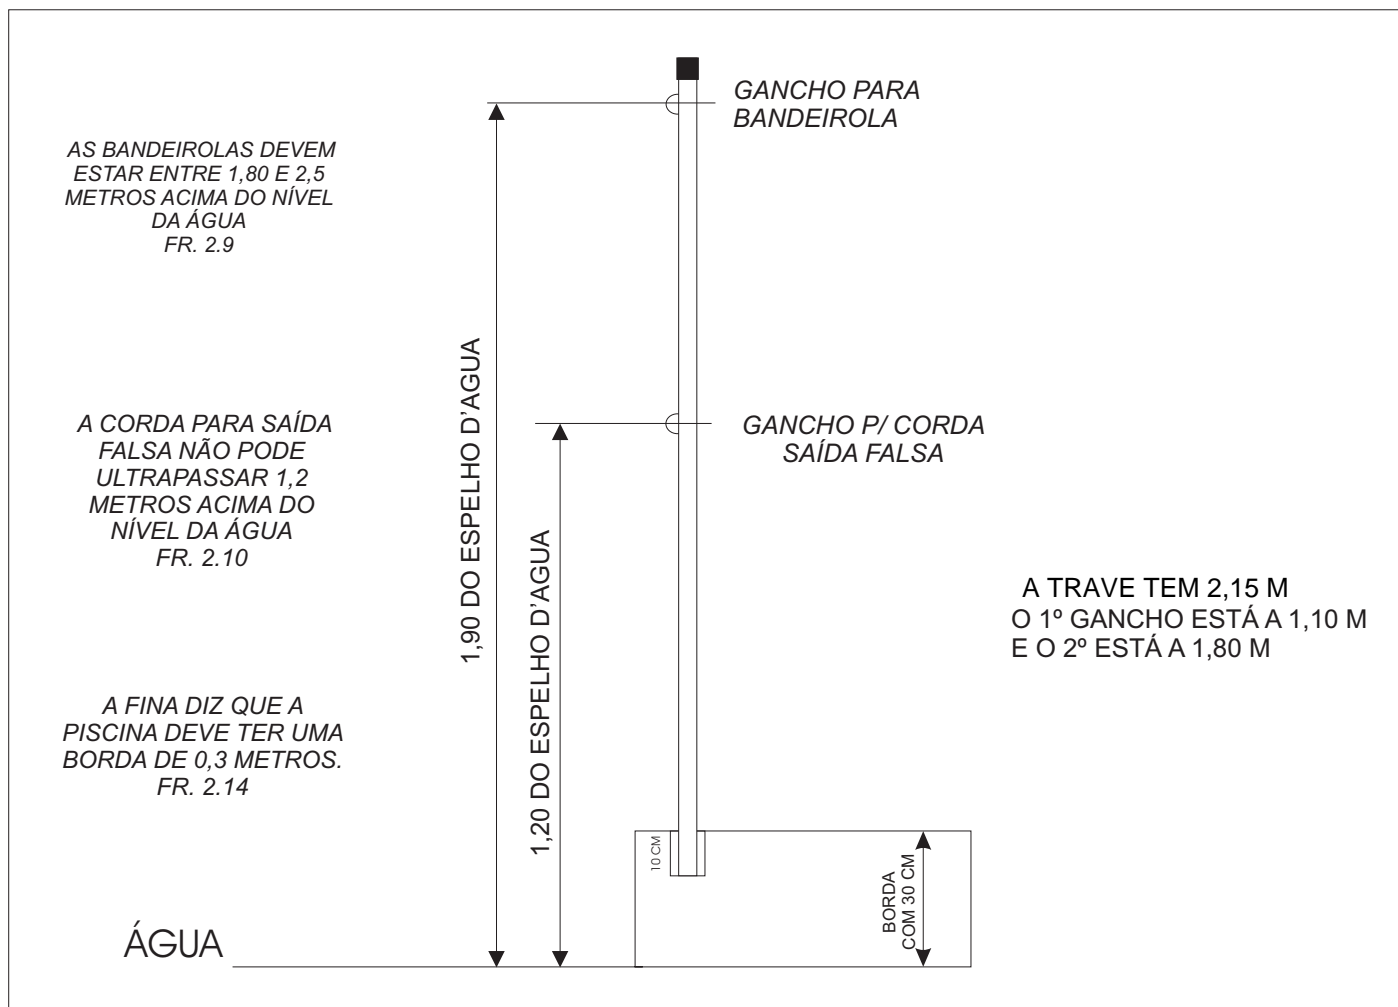 GANCHO PARA
BANDEIROLA
AS BANDEIROLAS DEVEM
ESTAR ENTRE 1,80 E 2,5
METROS ACIMA DO NÍVEL
DA ÁGUA
FR. 2.9
1,90 DO ESPELHO D’AGUA
A CORDA PARA SAÍDA
FALSA NÃO PODE
ULTRAPASSAR 1,2
METROS ACIMA DO
NÍVEL DA ÁGUA
FR. 2.10
GANCHO P/ CORDA
SAÍDA FALSA
1,20 DO ESPELHO D’AGUA
A TRAVE TEM 2,15 M
O 1º GANCHO ESTÁ A 1,10 M
E O 2º ESTÁ A 1,80 M
A FINA DIZ QUE A
PISCINA DEVE TER UMA
BORDA DE 0,3 METROS.
FR. 2.14
10 CM
BORDA
COM 30 CM
ÁGUA